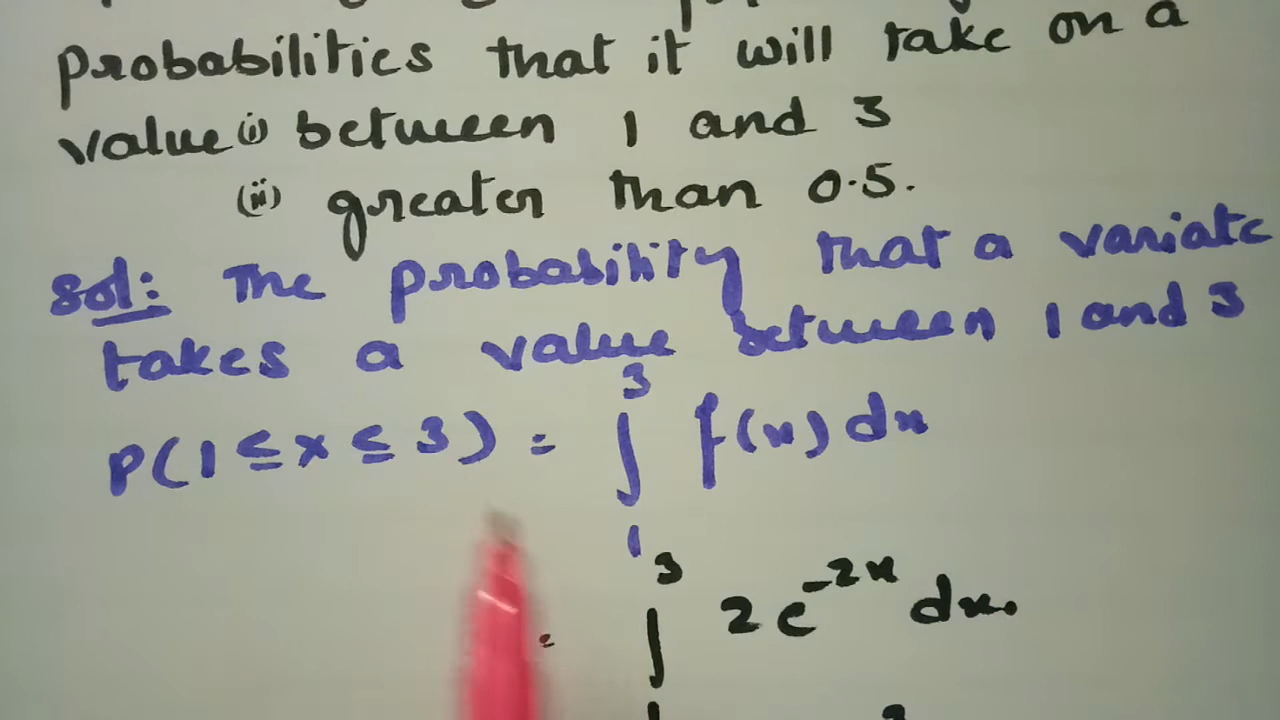 probabilities that it will take on a
value (i) between 1 and 3
(ii) greater than 0.5.
Sol: The probability that a variate
takes a value between 1 and 3
P(1 ≤ x ≤ 3) = ∫₁³ f(x) dx
= ∫₁³ 2e⁻²ˣ dx.
3